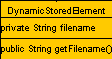 DynamicStoredElement
private String filename
public String getFilename()